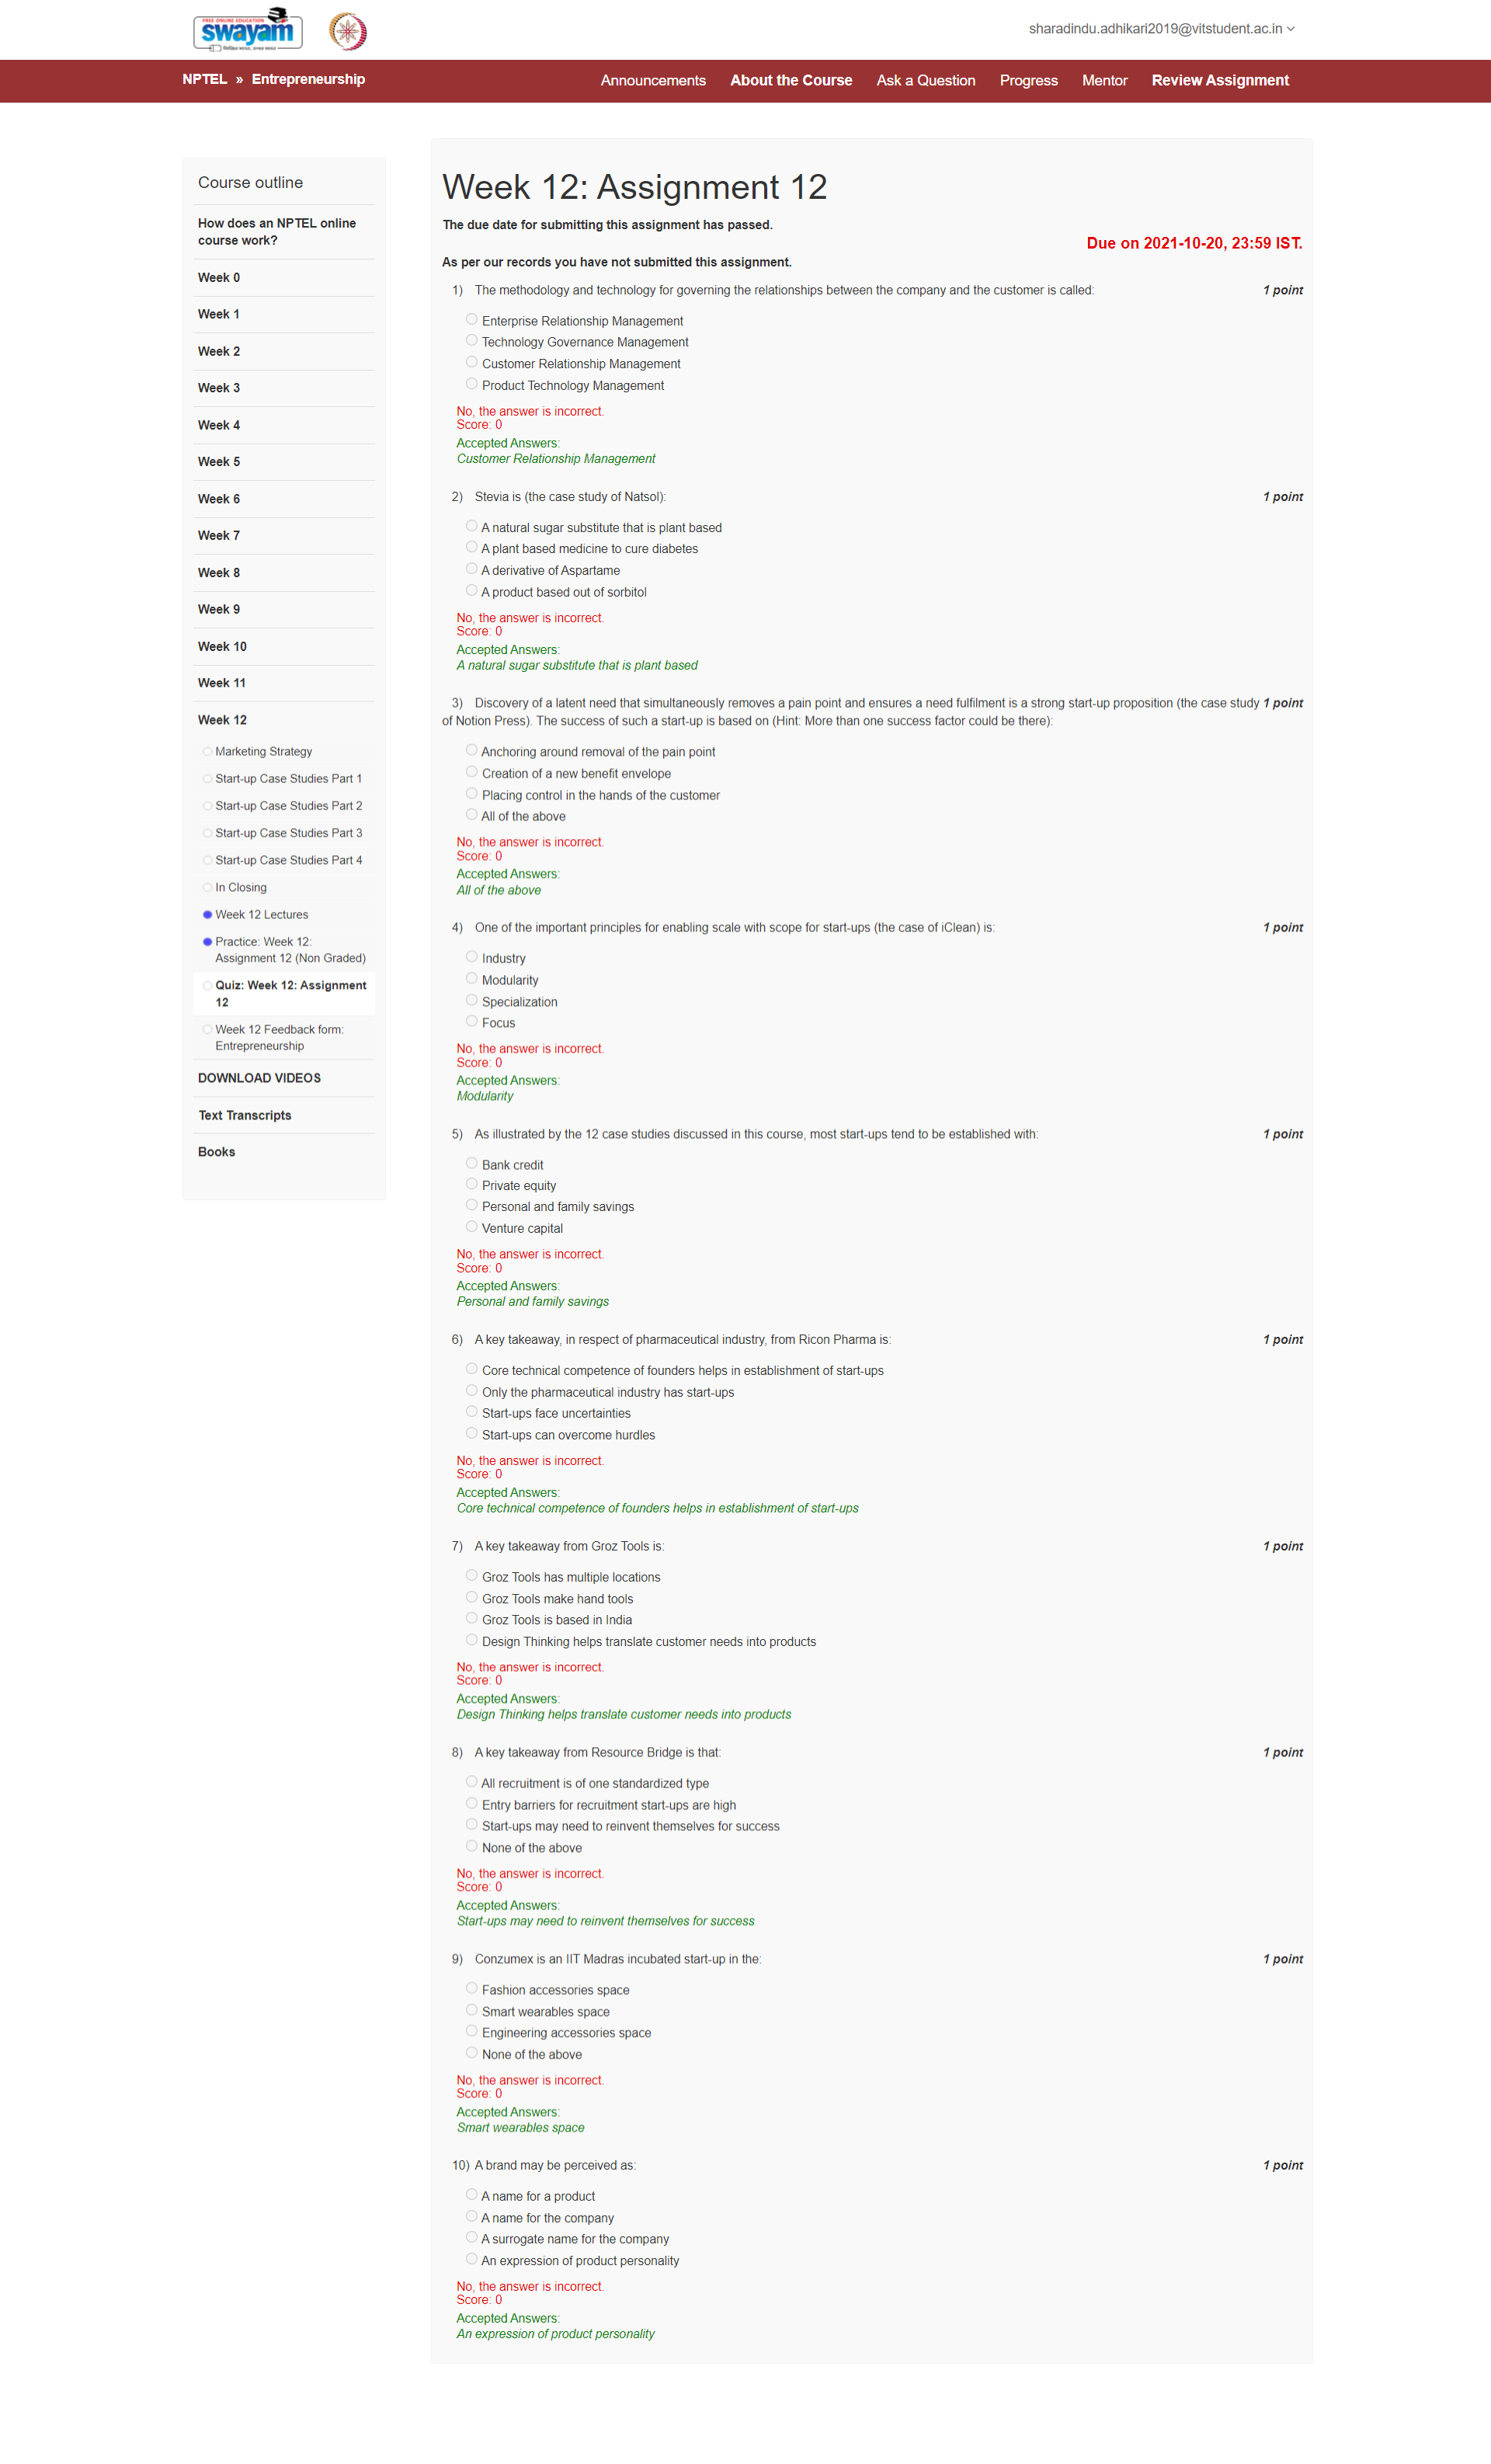 FREE ONLINE EDUCATION
swayam
sharadindu.adhikari2019@vitstudent.ac.in
NPTEL » Entrepreneurship
Announcements About the Course Ask a Question Progress Mentor Review Assignment
Course outline
How does an NPTEL online
course work?
Week 0
Week 1
Week 2
Week 3
Week 4
Week 5
Week 6
Week 7
Week 8
Week 9
Week 10
Week 11
Week 12
Marketing Strategy
Start-up Case Studies Part 1
Start-up Case Studies Part 2
Start-up Case Studies Part 3
Start-up Case Studies Part 4
In Closing
Week 12 Lectures
Practice: Week 12:
Assignment 12 (Non Graded)
Quiz: Week 12: Assignment
12
Week 12 Feedback form:
Entrepreneurship
DOWNLOAD VIDEOS
Text Transcripts
Books
Week 12: Assignment 12
The due date for submitting this assignment has passed.
Due on 2021-10-20, 23:59 IST.
As per our records you have not submitted this assignment.
1) The methodology and technology for governing the relationships between the company and the customer is called: 1 point
Enterprise Relationship Management
Technology Governance Management
Customer Relationship Management
Product Technology Management
No, the answer is incorrect.
Score: 0
Accepted Answers:
Customer Relationship Management
2) Stevia is (the case study of Natsol): 1 point
A natural sugar substitute that is plant based
A plant based medicine to cure diabetes
A derivative of Aspartame
A product based out of sorbitol
No, the answer is incorrect.
Score: 0
Accepted Answers:
A natural sugar substitute that is plant based
3) Discovery of a latent need that simultaneously removes a pain point and ensures a need fulfilment is a strong start-up proposition (the case study 1 point
of Notion Press). The success of such a start-up is based on (Hint: More than one success factor could be there):
Anchoring around removal of the pain point
Creation of a new benefit envelope
Placing control in the hands of the customer
All of the above
No, the answer is incorrect.
Score: 0
Accepted Answers:
All of the above
4) One of the important principles for enabling scale with scope for start-ups (the case of iClean) is: 1 point
Industry
Modularity
Specialization
Focus
No, the answer is incorrect.
Score: 0
Accepted Answers:
Modularity
5) As illustrated by the 12 case studies discussed in this course, most start-ups tend to be established with: 1 point
Bank credit
Private equity
Personal and family savings
Venture capital
No, the answer is incorrect.
Score: 0
Accepted Answers:
Personal and family savings
6) A key takeaway, in respect of pharmaceutical industry, from Ricon Pharma is: 1 point
Core technical competence of founders helps in establishment of start-ups
Only the pharmaceutical industry has start-ups
Start-ups face uncertainties
Start-ups can overcome hurdles
No, the answer is incorrect.
Score: 0
Accepted Answers:
Core technical competence of founders helps in establishment of start-ups
7) A key takeaway from Groz Tools is: 1 point
Groz Tools has multiple locations
Groz Tools make hand tools
Groz Tools is based in India
Design Thinking helps translate customer needs into products
No, the answer is incorrect.
Score: 0
Accepted Answers:
Design Thinking helps translate customer needs into products
8) A key takeaway from Resource Bridge is that: 1 point
All recruitment is of one standardized type
Entry barriers for recruitment start-ups are high
Start-ups may need to reinvent themselves for success
None of the above
No, the answer is incorrect.
Score: 0
Accepted Answers:
Start-ups may need to reinvent themselves for success
9) Conzumex is an IIT Madras incubated start-up in the: 1 point
Fashion accessories space
Smart wearables space
Engineering accessories space
None of the above
No, the answer is incorrect.
Score: 0
Accepted Answers:
Smart wearables space
10) A brand may be perceived as: 1 point
A name for a product
A name for the company
A surrogate name for the company
An expression of product personality
No, the answer is incorrect.
Score: 0
Accepted Answers:
An expression of product personality